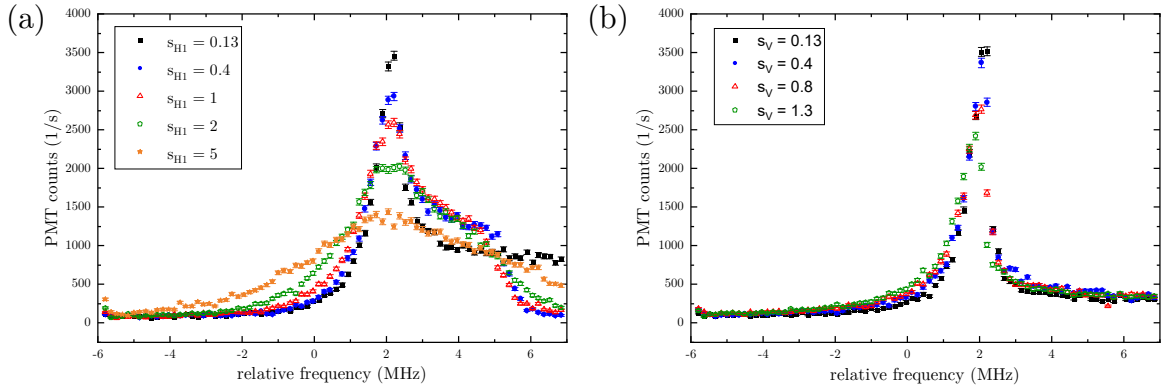 (a)
PMT counts (1/s)
4000
3500
3000
2500
2000
1500
1000
500
0
s_H1 = 0.13
s_H1 = 0.4
s_H1 = 1
s_H1 = 2
s_H1 = 5
-6 -4 -2 0 2 4 6
relative frequency (MHz)
(b)
PMT counts (1/s)
4000
3500
3000
2500
2000
1500
1000
500
0
s_V = 0.13
s_V = 0.4
s_V = 0.8
s_V = 1.3
-6 -4 -2 0 2 4 6
relative frequency (MHz)